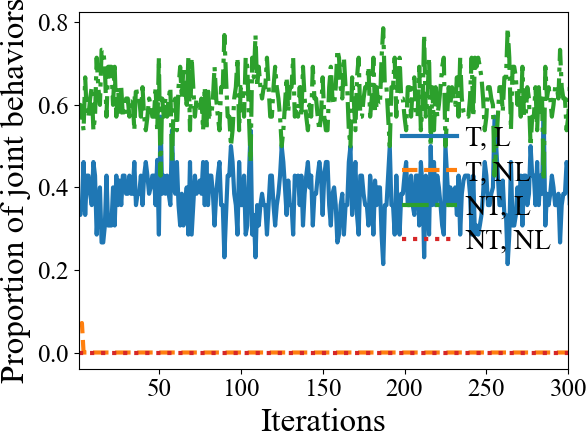 Proportion of joint behaviors
0.8
0.6
0.4
0.2
0.0
T, L
T, NL
NT, L
NT, NL
50 100 150 200 250 300
Iterations